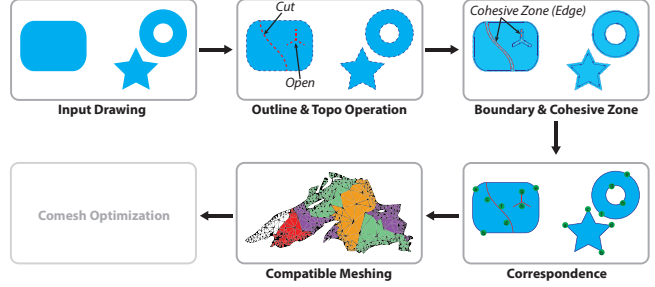 Cut
Open
Cohesive Zone (Edge)
Input Drawing
Outline & Topo Operation
Boundary & Cohesive Zone
Comesh Optimization
Compatible Meshing
Correspondence